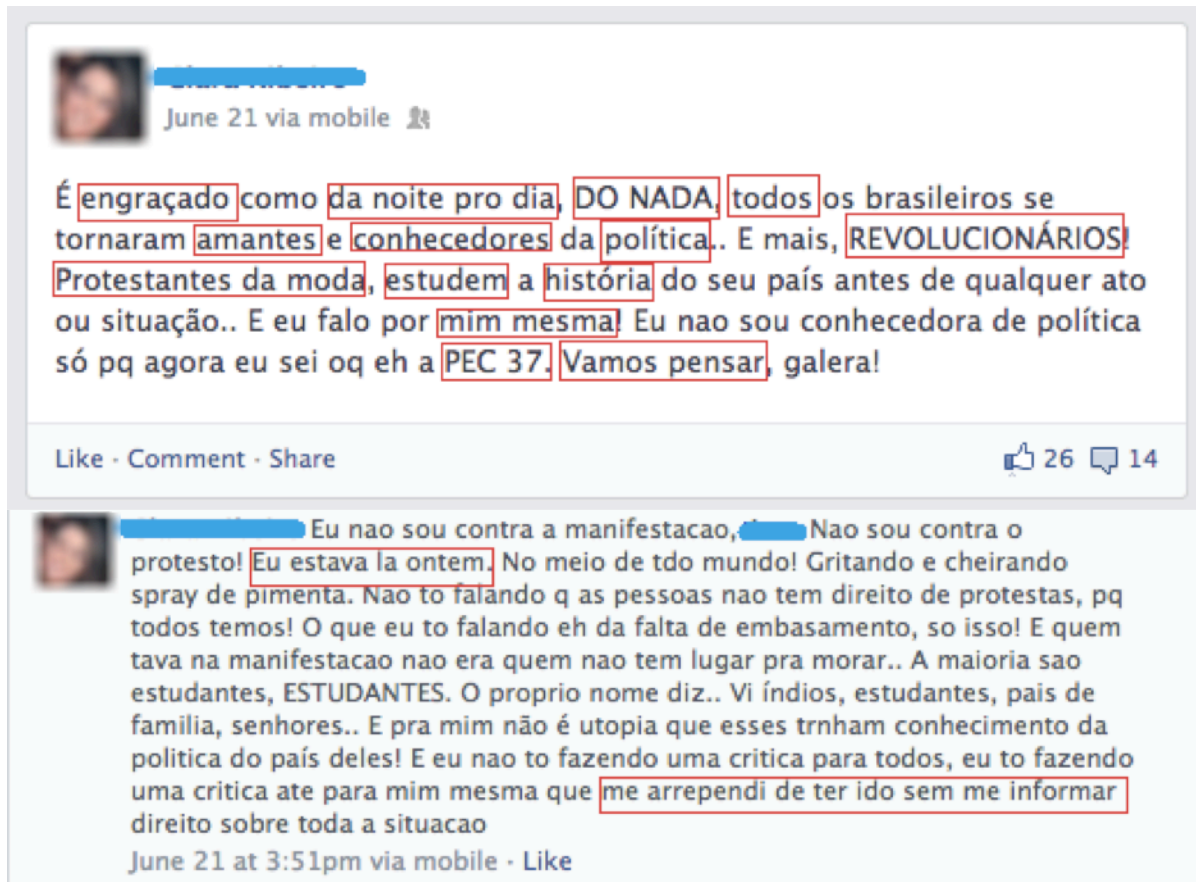 June 21 via mobile
É engraçado como da noite pro dia, DO NADA, todos os brasileiros se
tornaram amantes e conhecedores da política.. E mais, REVOLUCIONÁRIOS!
Protestantes da moda, estudem a história do seu país antes de qualquer ato
ou situação.. E eu falo por mim mesma! Eu nao sou conhecedora de política
só pq agora eu sei oq eh a PEC 37. Vamos pensar, galera!
Like · Comment · Share 26 14
Eu nao sou contra a manifestacao, Nao sou contra o
protesto! Eu estava la ontem. No meio de tdo mundo! Gritando e cheirando
spray de pimenta. Nao to falando q as pessoas nao tem direito de protestas, pq
todos temos! O que eu to falando eh da falta de embasamento, so isso! E quem
tava na manifestacao nao era quem nao tem lugar pra morar.. A maioria sao
estudantes, ESTUDANTES. O proprio nome diz.. Vi índios, estudantes, pais de
familia, senhores.. E pra mim não é utopia que esses trnham conhecimento da
politica do país deles! E eu nao to fazendo uma critica para todos, eu to fazendo
uma critica ate para mim mesma que me arrependi de ter ido sem me informar
direito sobre toda a situacao
June 21 at 3:51pm via mobile · Like